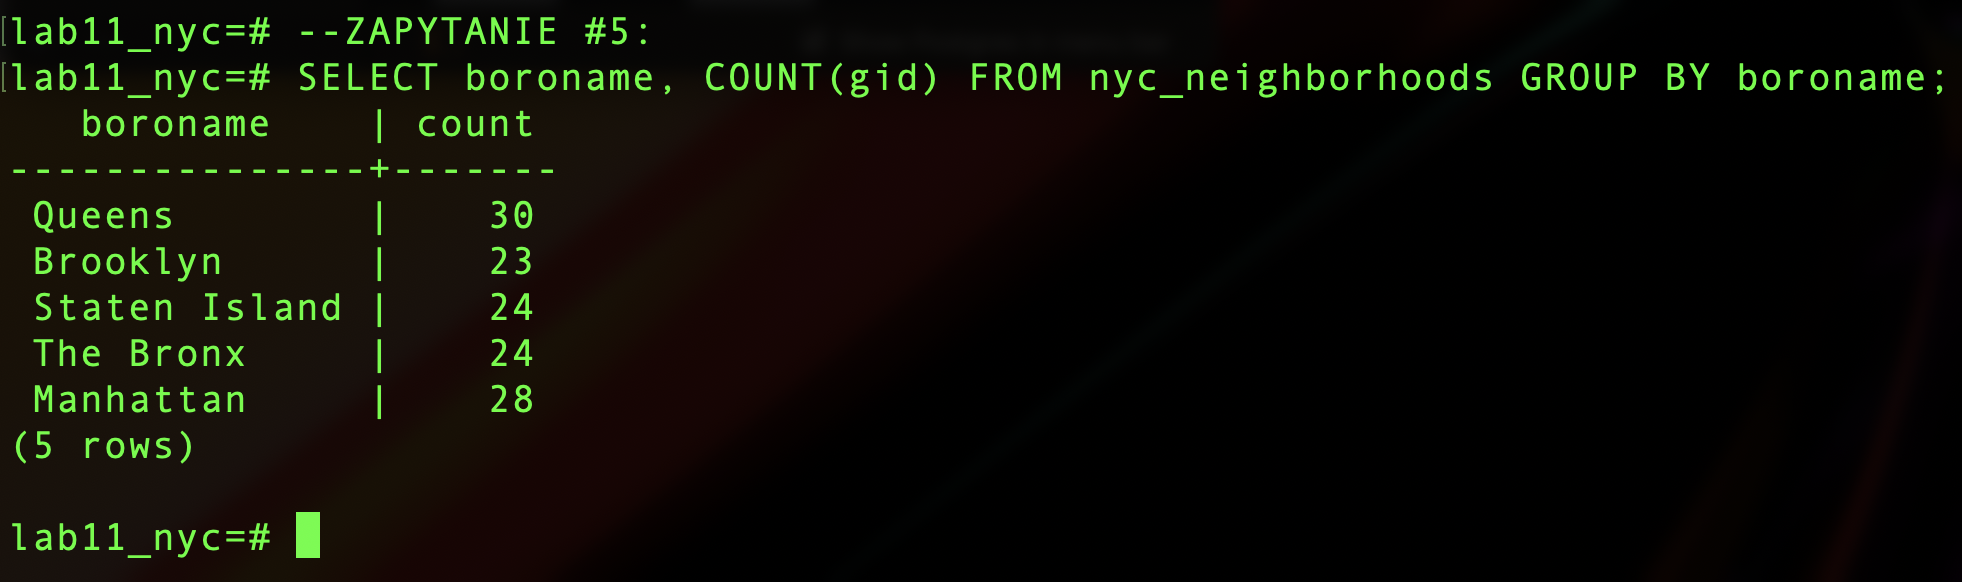 lab11_nyc=# --ZAPYTANIE #5:
lab11_nyc=# SELECT boroname, COUNT(gid) FROM nyc_neighborhoods GROUP BY boroname;
   boroname    | count
---------------+-------
 Queens        |    30
 Brooklyn      |    23
 Staten Island |    24
 The Bronx     |    24
 Manhattan     |    28
(5 rows)
lab11_nyc=#